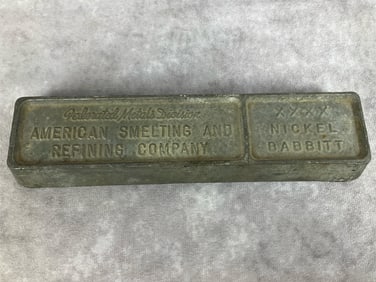 Federated Metals Division
AMERICAN SMELTING AND
REFINING COMPANY
NICKEL
BABBITT